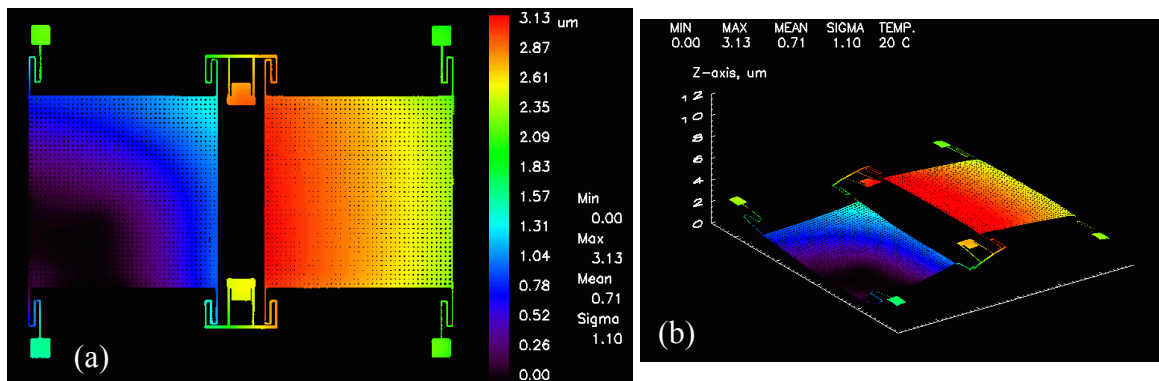 3.13 um
2.87
2.61
2.35
2.09
1.83
1.57
1.31
1.04
0.78
0.52
0.26
0.00
Min
0.00
Max
3.13
Mean
0.71
Sigma
1.10
(a)
MIN MAX MEAN SIGMA TEMP.
0.00 3.13 0.71 1.10 20 C
Z-axis, um
12
10
8
6
4
2
0
(b)